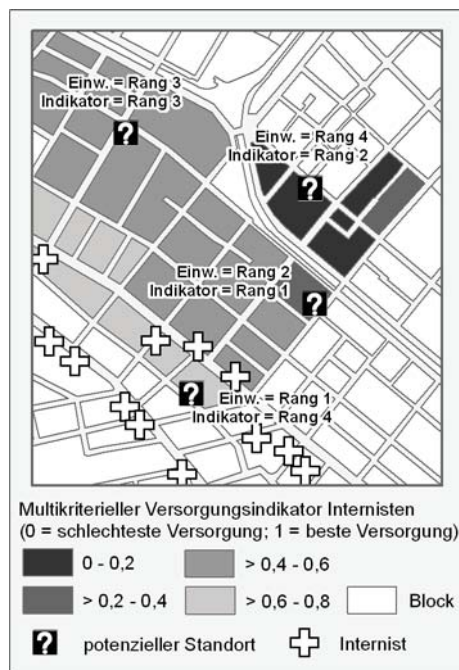 Einw. = Rang 3
Indikator = Rang 3
?
Einw. = Rang 4
Indikator = Rang 2
?
Einw. = Rang 2
Indikator = Rang 1
?
?
Einw. = Rang 1
Indikator = Rang 4
Multikriterieller Versorgungsindikator Internisten
(0 = schlechteste Versorgung; 1 = beste Versorgung)
0 - 0,2
> 0,4 - 0,6
> 0,2 - 0,4
> 0,6 - 0,8
Block
? potenzieller Standort
Internist